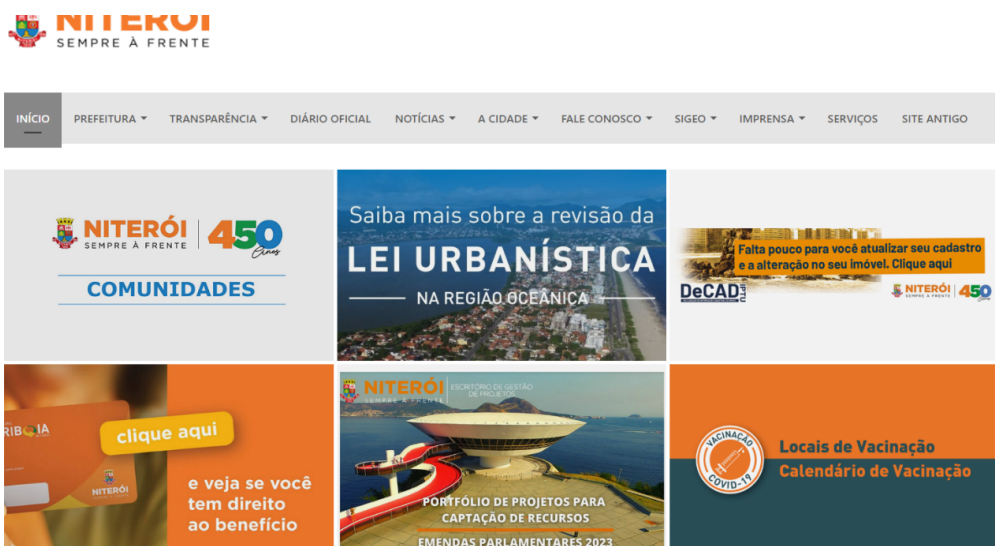 NITERÓI
SEMPRE À FRENTE
INÍCIO
PREFEITURA
TRANSPARÊNCIA
DIÁRIO OFICIAL
NOTÍCIAS
A CIDADE
FALE CONOSCO
SIGEO
IMPRENSA
SERVIÇOS
SITE ANTIGO
NITERÓI
SEMPRE À FRENTE
450
Anos
COMUNIDADES
Saiba mais sobre a revisão da
LEI URBANÍSTICA
NA REGIÃO OCEÂNICA
Falta pouco para você atualizar seu cadastro
e a alteração no seu imóvel. Clique aqui
DeCAD
IPTU
NITERÓI
SEMPRE À FRENTE
450
RIBOIA
NITERÓI
clique aqui
e veja se você
tem direito
ao benefício
NITERÓI
SEMPRE À FRENTE
ESCRITÓRIO DE GESTÃO
DE PROJETOS
PORTFÓLIO DE PROJETOS PARA
CAPTAÇÃO DE RECURSOS
EMENDAS PARLAMENTARES 2023
VACINAÇÃO
COVID-19
Locais de Vacinação
Calendário de Vacinação